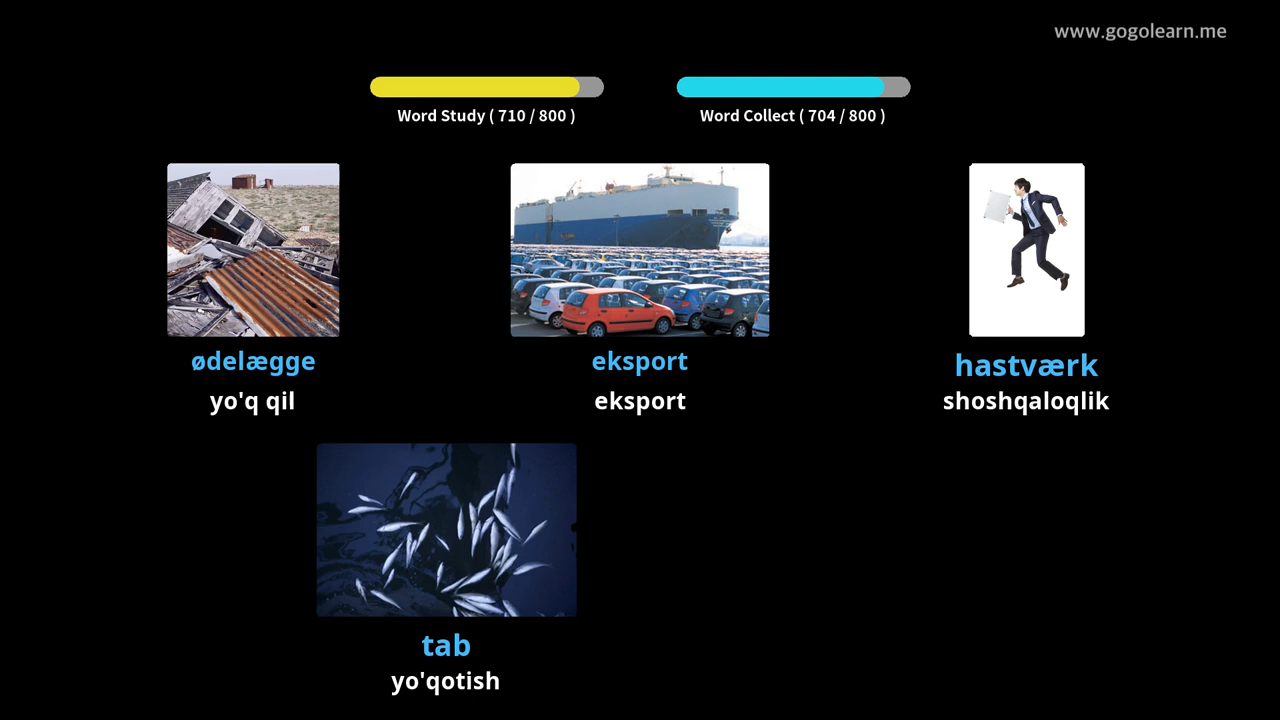 www.gogolearn.me
Word Study ( 710 / 800 )
Word Collect ( 704 / 800 )
ødelægge
yo'q qil
eksport
eksport
hastværk
shoshqaloqlik
tab
yo'qotish